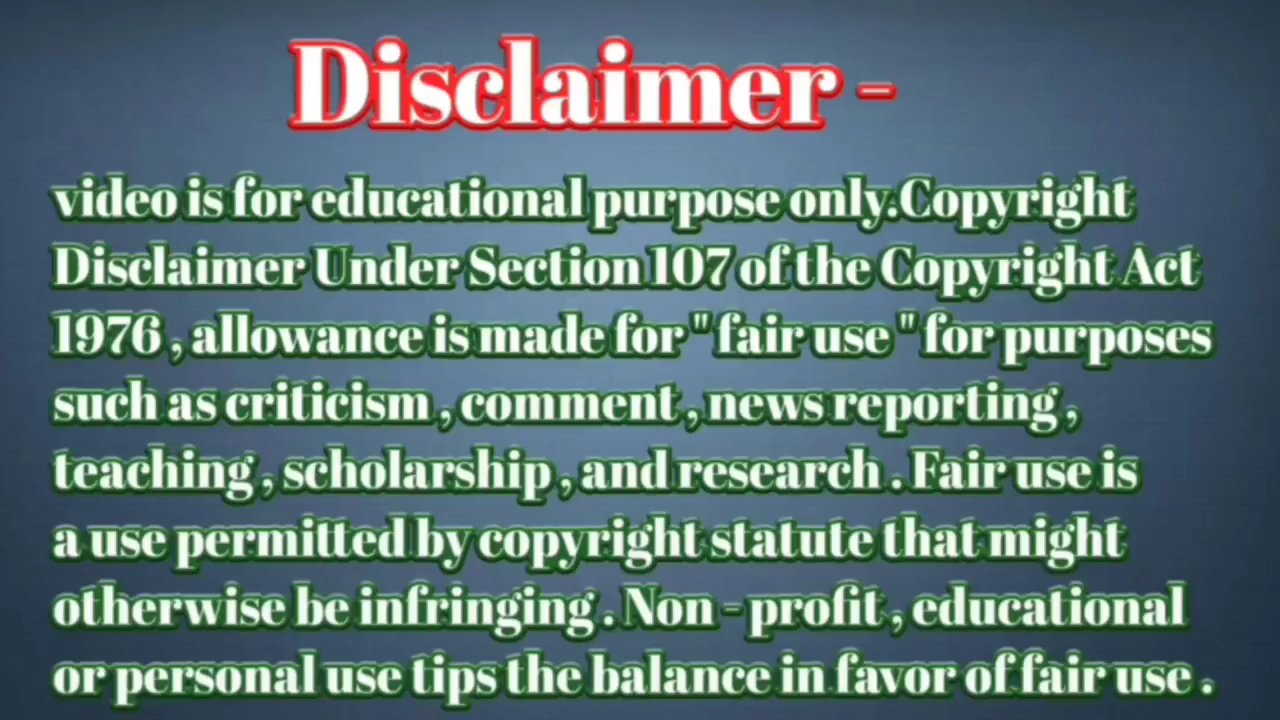 Disclaimer -
video is for educational purpose only.Copyright
Disclaimer Under Section 107 of the Copyright Act
1976 , allowance is made for " fair use " for purposes
such as criticism , comment , news reporting ,
teaching , scholarship , and research . Fair use is
a use permitted by copyright statute that might
otherwise be infringing . Non - profit , educational
or personal use tips the balance in favor of fair use .